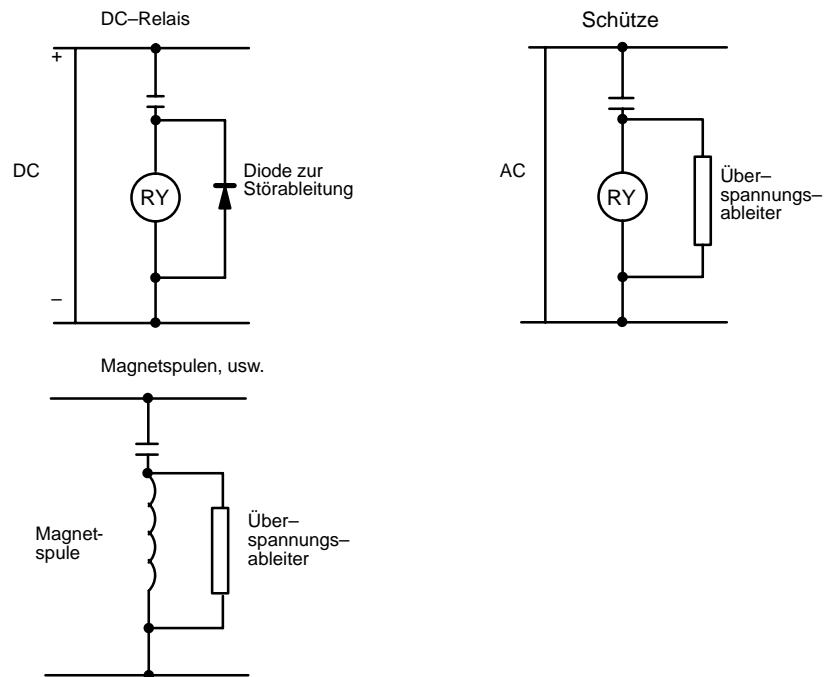 DC–Relais
+
DC
–
RY
Diode zur
Störableitung
Schütze
AC
RY
Über–
spannungs–
ableiter
Magnetspulen, usw.
Magnet-
spule
Über–
spannungs–
ableiter